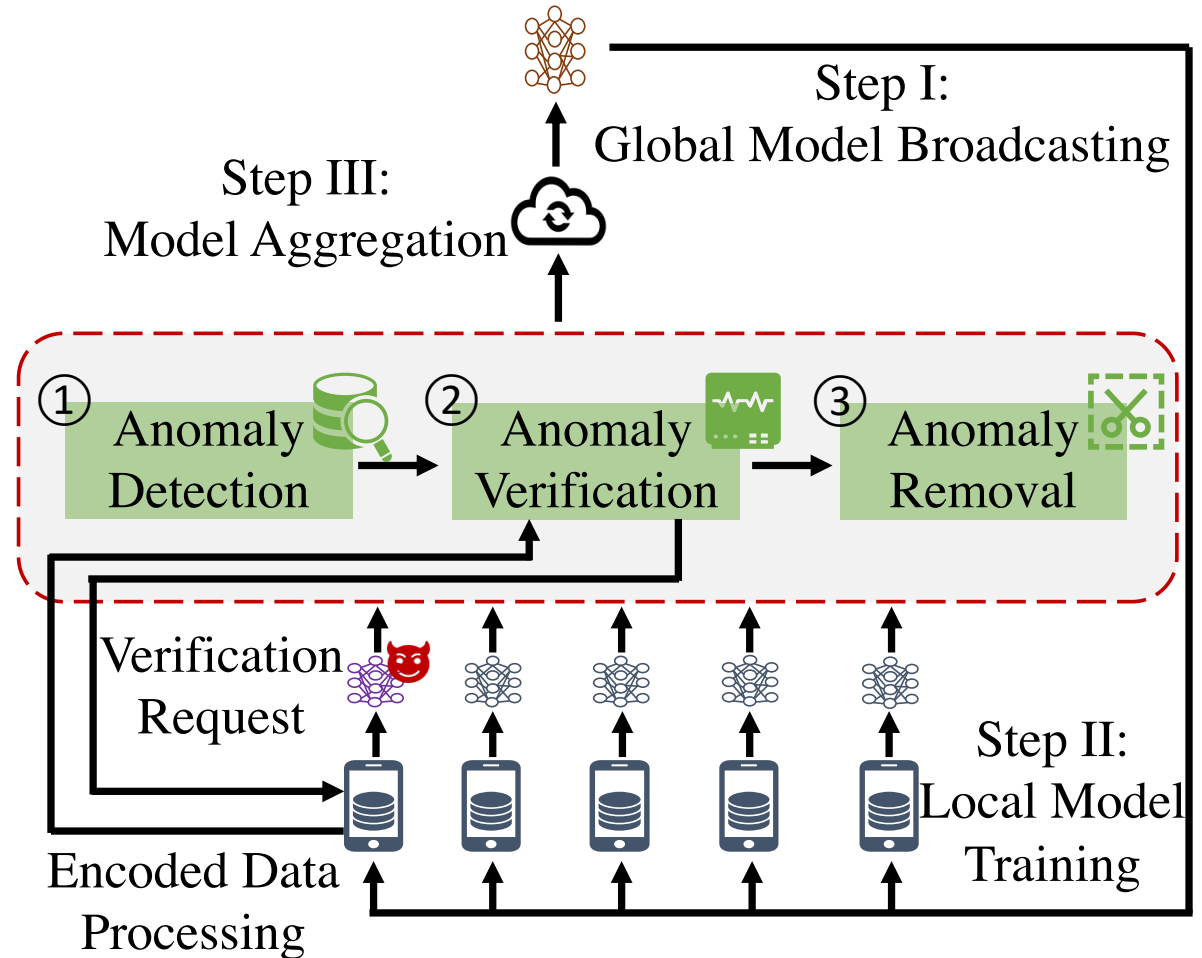 Step I:
Global Model Broadcasting
Step III:
Model Aggregation
① Anomaly
Detection
② Anomaly
Verification
③ Anomaly
Removal
Verification
Request
Step II:
Local Model
Training
Encoded Data
Processing